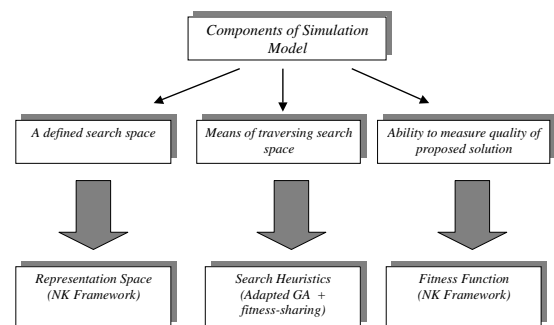 Components of Simulation
Model
A defined search space
Means of traversing search
space
Ability to measure quality of
proposed solution
Representation Space
(NK Framework)
Search Heuristics
(Adapted GA +
fitness-sharing)
Fitness Function
(NK Framework)